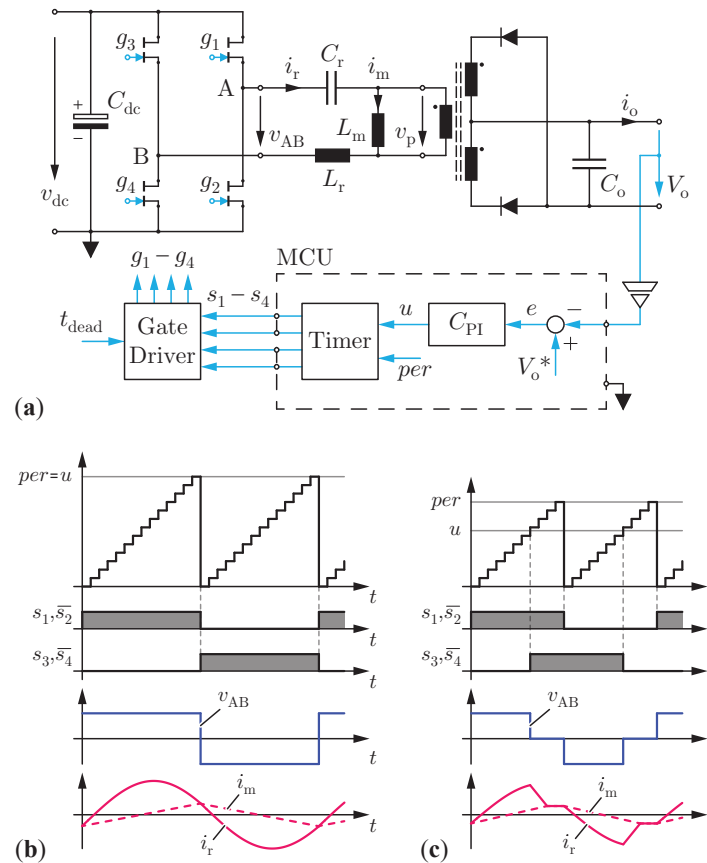 g3 g1
Cr
ir im
A
+
Cdc
−
vAB
Lm
vp
io
B
Lr
Co
Vo
g4 g2
vdc
MCU
g1 − g4
s1 − s4
tdead
Gate
Driver
Timer
u
CPI
e
−
+
per
Vo*
(a)
per=u
t
s1,s̅2̅
t
s3,s̅4̅
t
vAB
t
im
t
ir
(b)
per
u
t
s1,s̅2̅
s3,s̅4̅
vAB
im
ir
(c)